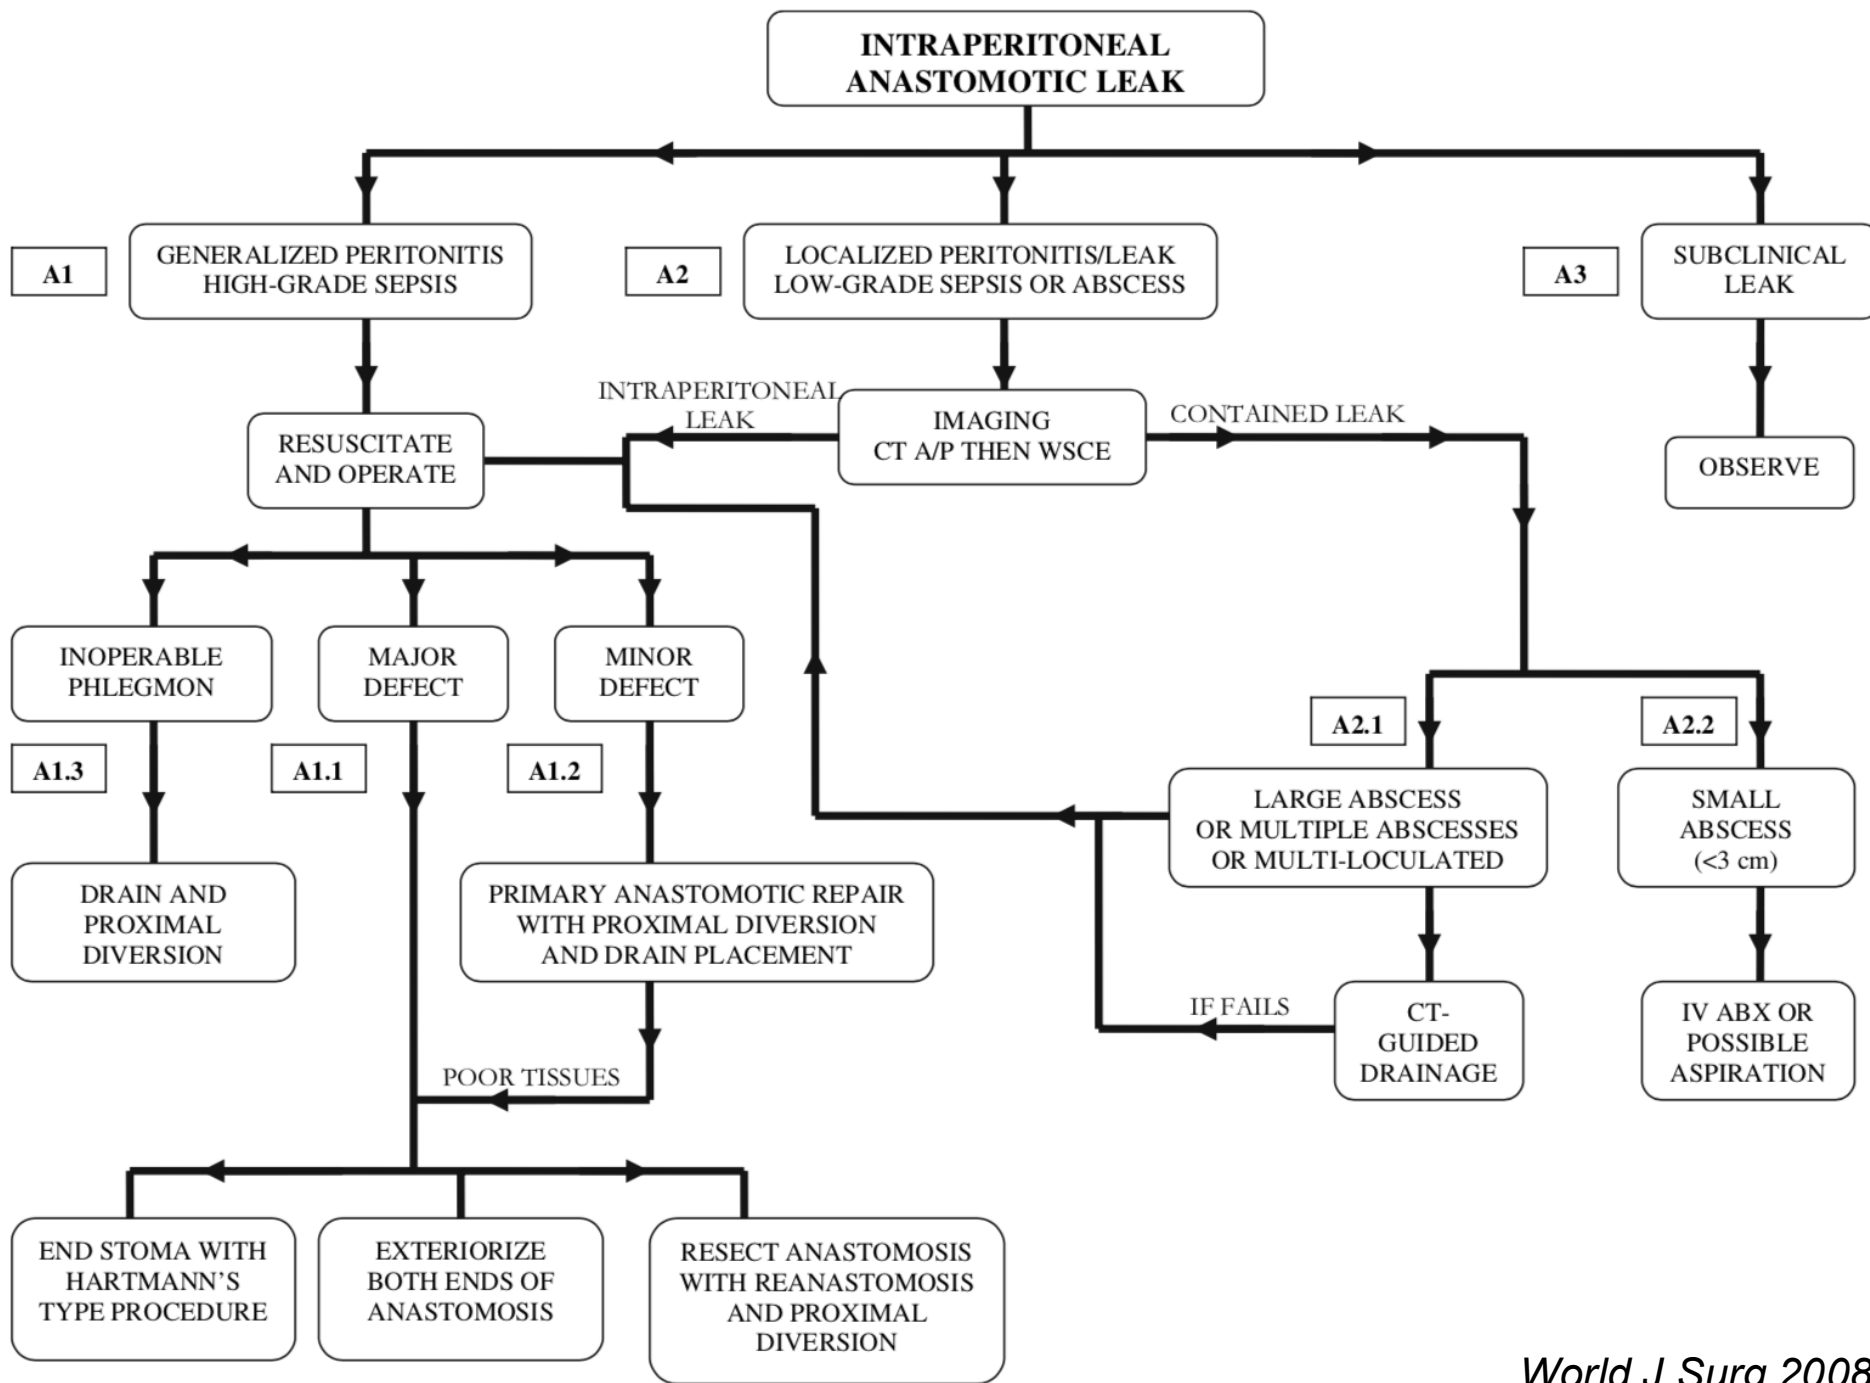 INTRAPERITONEAL
ANASTOMOTIC LEAK
A1
GENERALIZED PERITONITIS
HIGH-GRADE SEPSIS
A2
LOCALIZED PERITONITIS/LEAK
LOW-GRADE SEPSIS OR ABSCESS
A3
SUBCLINICAL
LEAK
RESUSCITATE
AND OPERATE
INTRAPERITONEAL
LEAK
IMAGING
CT A/P THEN WSCE
CONTAINED LEAK
OBSERVE
INOPERABLE
PHLEGMON
MAJOR
DEFECT
MINOR
DEFECT
A1.3
A1.1
A1.2
A2.1
A2.2
LARGE ABSCESS
OR MULTIPLE ABSCESSES
OR MULTI-LOCULATED
SMALL
ABSCESS
(<3 cm)
DRAIN AND
PROXIMAL
DIVERSION
PRIMARY ANASTOMOTIC REPAIR
WITH PROXIMAL DIVERSION
AND DRAIN PLACEMENT
IF FAILS
CT-
GUIDED
DRAINAGE
IV ABX OR
POSSIBLE
ASPIRATION
POOR TISSUES
END STOMA WITH
HARTMANN'S
TYPE PROCEDURE
EXTERIORIZE
BOTH ENDS OF
ANASTOMOSIS
RESECT ANASTOMOSIS
WITH REANASTOMOSIS
AND PROXIMAL
DIVERSION
World J Surg 2008